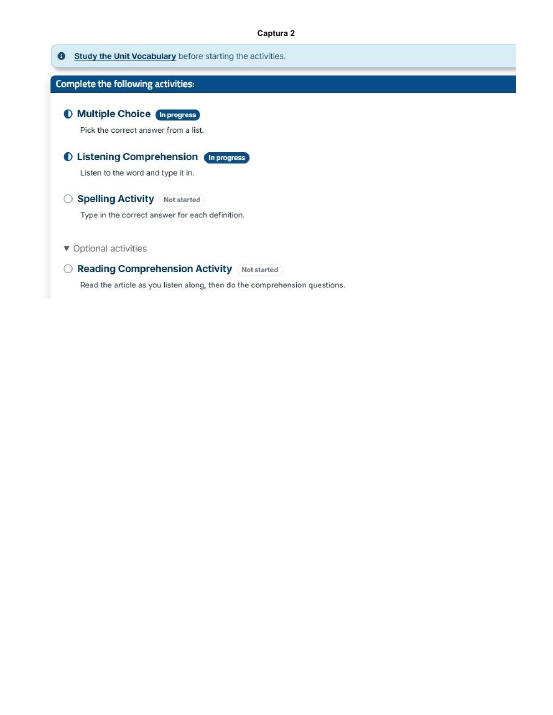 Captura 2
Study the Unit Vocabulary before starting the activities.
Complete the following activities:
Multiple Choice In progress
Pick the correct answer from a list.
Listening Comprehension In progress
Listen to the word and type it in.
Spelling Activity Not started
Type in the correct answer for each definition.
▼ Optional activities
Reading Comprehension Activity Not started
Read the article as you listen along, then do the comprehension questions.